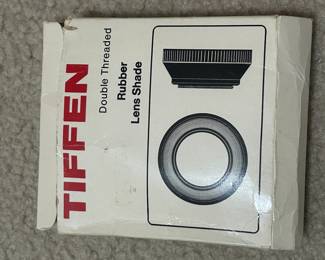 TIFFEN
Double Threaded
Rubber
Lens Shade